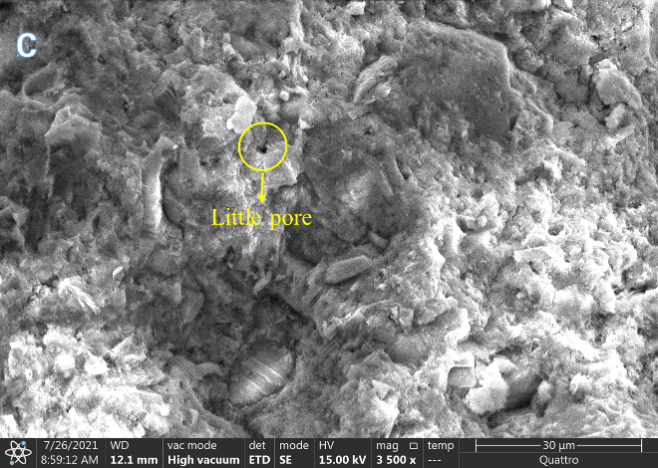 C
Little pore
7/26/2021 WD vac mode det mode HV mag □ temp 30 µm
8:59:12 AM 12.1 mm High vacuum ETD SE 15.00 kV 3 500 x --- Quattro